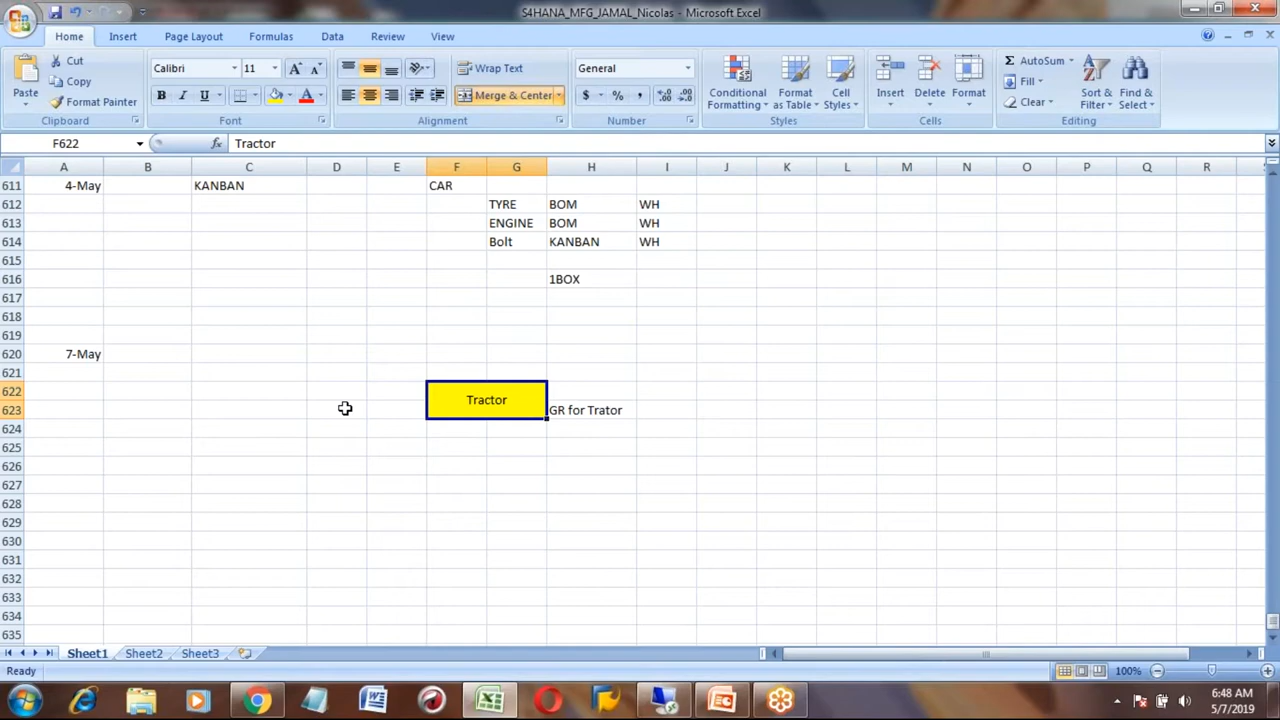 S4HANA_MFG_JAMAL_Nicolas - Microsoft Excel
Home Insert Page Layout Formulas Data Review View
Paste Cut Copy Format Painter Clipboard
Calibri 11 A A B I U A Font
Wrap Text Merge & Center Alignment
General $ % , .0 .00 .00 .0 Number
Conditional Formatting Format as Table Cell Styles Styles
Insert Delete Format Cells
Σ AutoSum Fill Clear Sort & Filter Find & Select Editing
F622 fx Tractor
A B C D E F G H I J K L M N O P Q R
611 4-May KANBAN CAR
612 TYRE BOM WH
613 ENGINE BOM WH
614 Bolt KANBAN WH
615
616 1BOX
617
618
619
620 7-May
621
622 Tractor
623 GR for Trator
624
625
626
627
628
629
630
631
632
633
634
635
Sheet1 Sheet2 Sheet3
Ready 100%
6:48 AM
5/7/2019